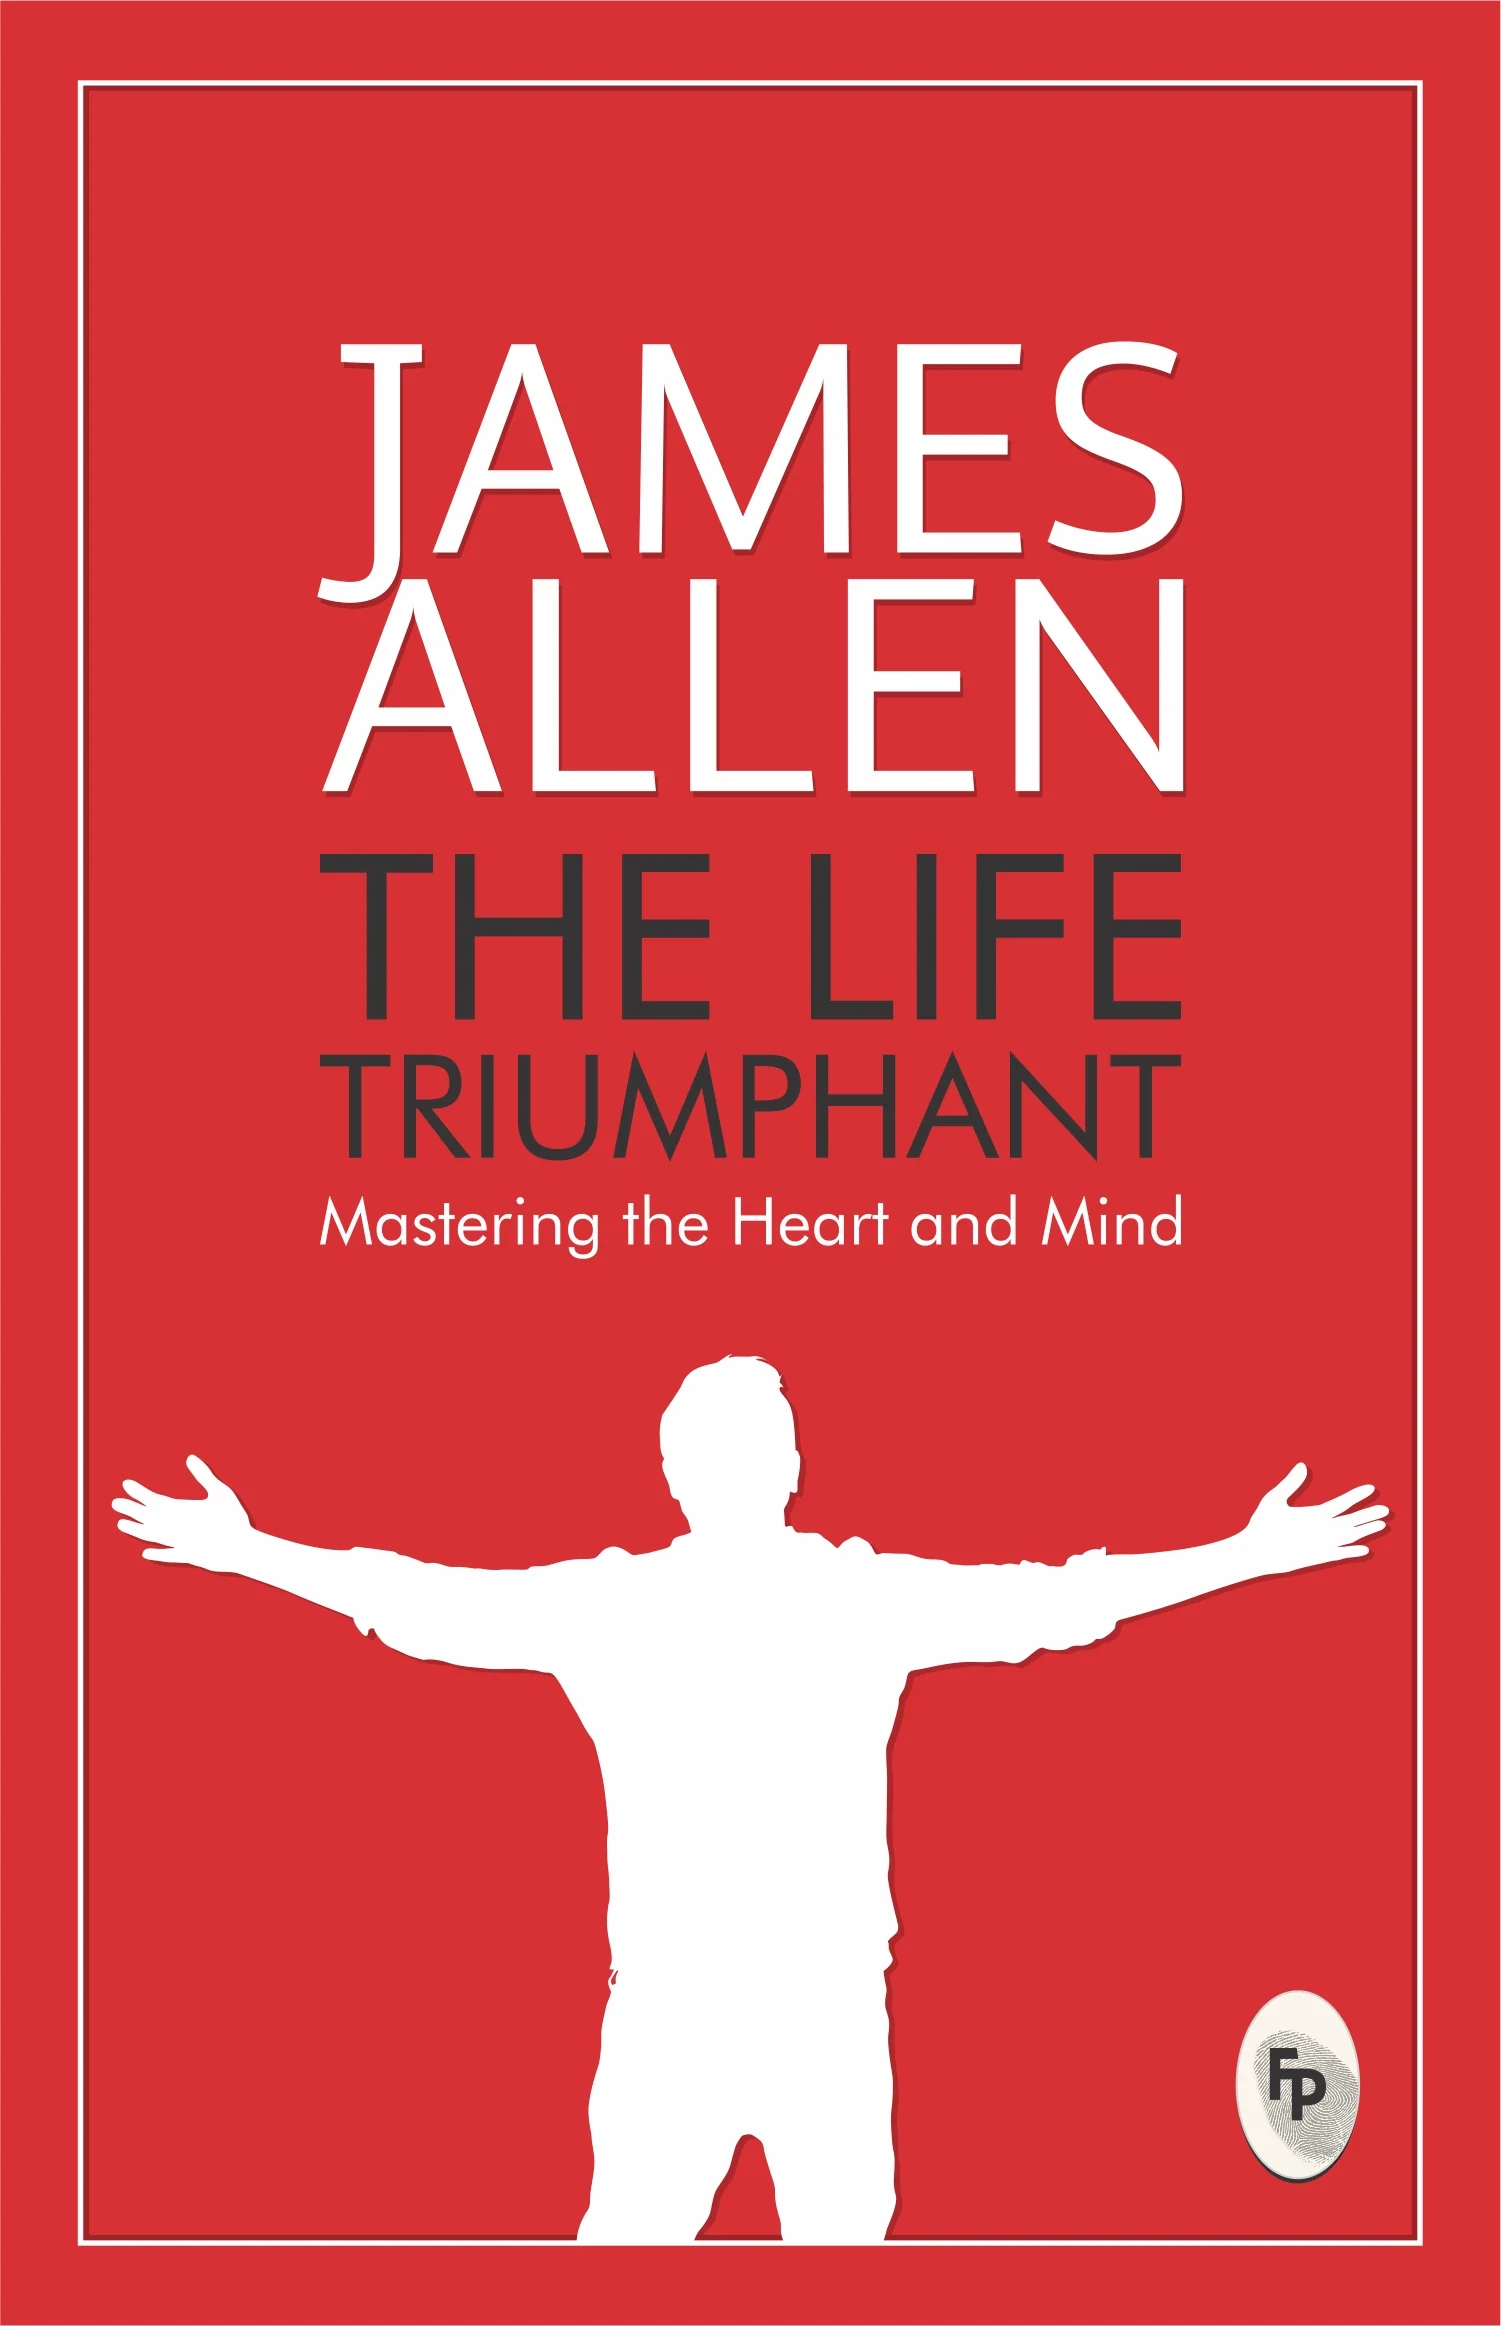 JAMES
ALLEN
THE LIFE
TRIUMPHANT
Mastering the Heart and Mind
FP